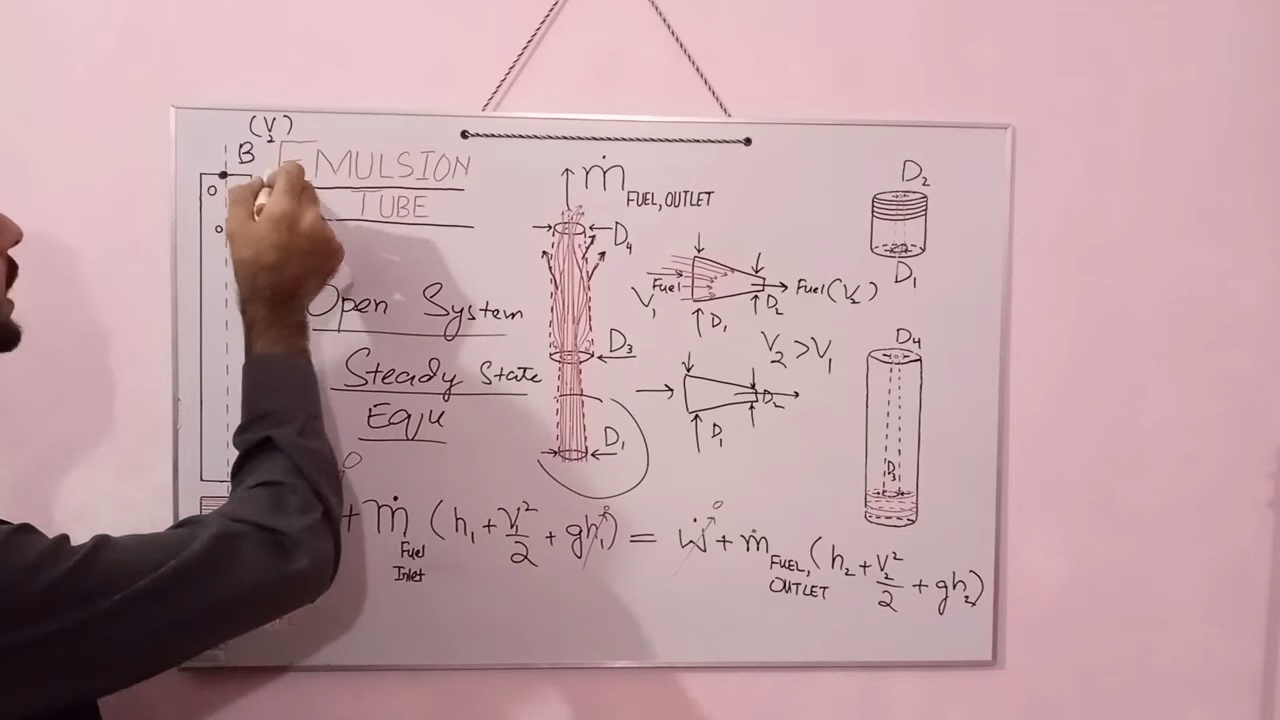 (V₂)
B
EMULSION
TUBE
ṁ FUEL, OUTLET
D₄
D₃
D₁
Open System
Steady State
Equ
Fuel
V₁
D₁
D₂
Fuel (V₂)
V₂ > V₁
D₁
D₂
D₂
D₁
D₄
D₃
+ ṁ Fuel Inlet (h₁ + V₁²/2 + gh₁) = Ẇ + ṁ FUEL, OUTLET (h₂ + V₂²/2 + gh₂)